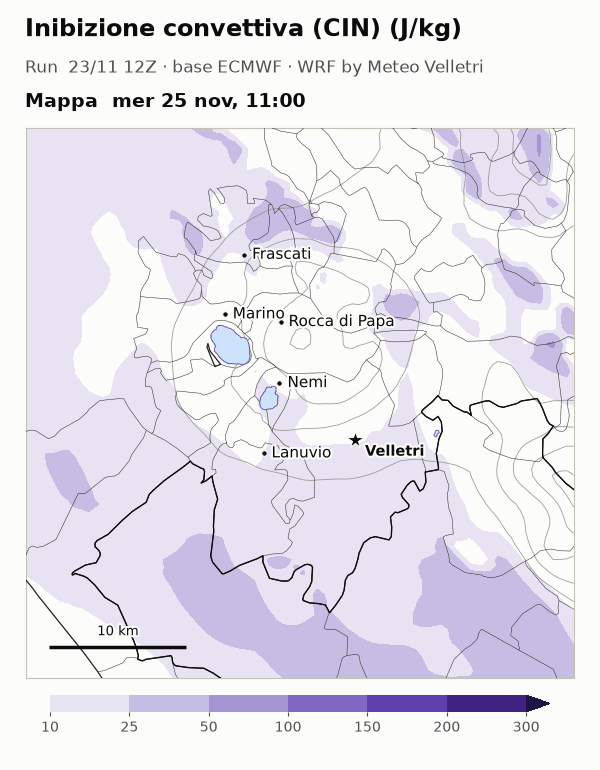 Inibizione convettiva (CIN) (J/kg)
Run  23/11 12Z · base ECMWF · WRF by Meteo Velletri
Mappa  mer 25 nov, 11:00
Frascati
Marino
Rocca di Papa
Nemi
Velletri
Lanuvio
10 km
10 25 50 100 150 200 300